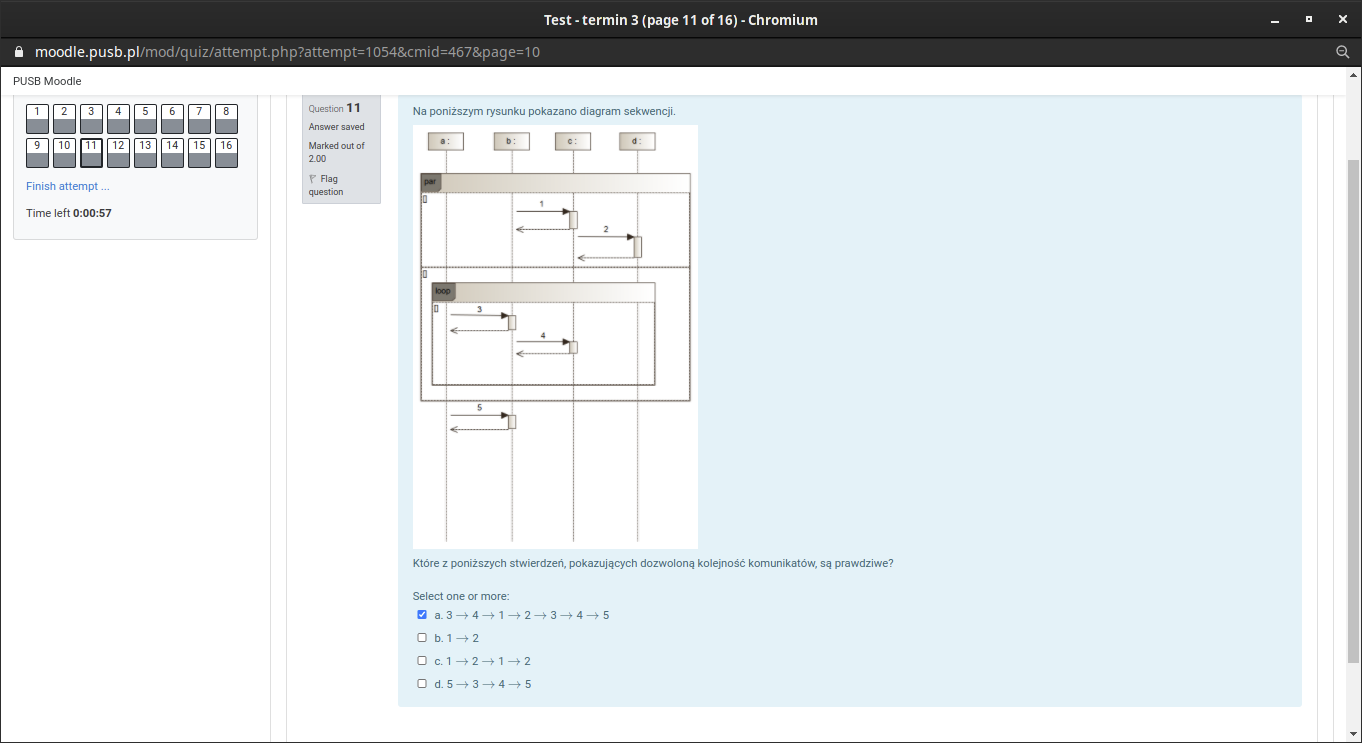 Test - termin 3 (page 11 of 16) - Chromium
moodle.pusb.pl/mod/quiz/attempt.php?attempt=1054&cmid=467&page=10
PUSB Moodle
1 2 3 4 5 6 7 8
9 10 11 12 13 14 15 16
Finish attempt ...
Time left 0:00:57
Question 11
Answer saved
Marked out of
2.00
Flag
question
Na poniższym rysunku pokazano diagram sekwencji.
a : b : c : d :
par
[]
1
2
[]
loop
[]
3
4
5
Które z poniższych stwierdzeń, pokazujących dozwoloną kolejność komunikatów, są prawdziwe?
Select one or more:
a. 3 → 4 → 1 → 2 → 3 → 4 → 5
b. 1 → 2
c. 1 → 2 → 1 → 2
d. 5 → 3 → 4 → 5